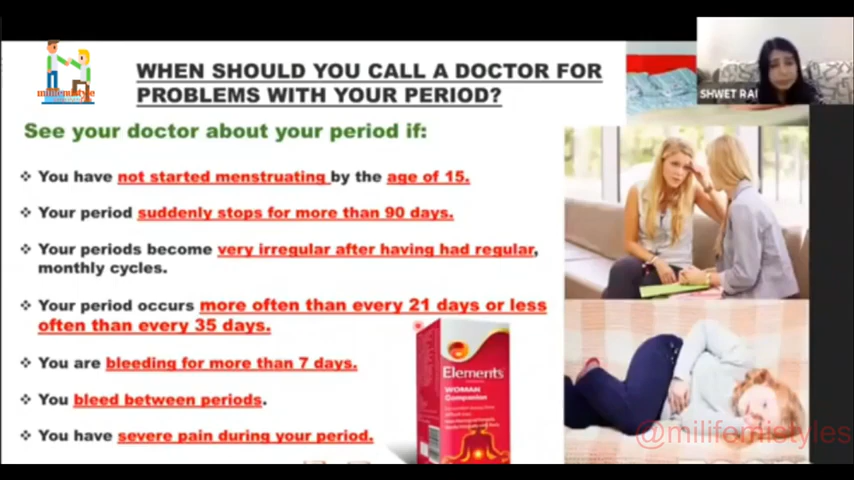 WHEN SHOULD YOU CALL A DOCTOR FOR
PROBLEMS WITH YOUR PERIOD?
SHWET RAI
See your doctor about your period if:
❖ You have not started menstruating by the age of 15.
❖ Your period suddenly stops for more than 90 days.
❖ Your periods become very irregular after having had regular,
monthly cycles.
❖ Your period occurs more often than every 21 days or less
often than every 35 days.
❖ You are bleeding for more than 7 days.
❖ You bleed between periods.
❖ You have severe pain during your period.
Elements
WOMAN
Companion
@milifemistyles